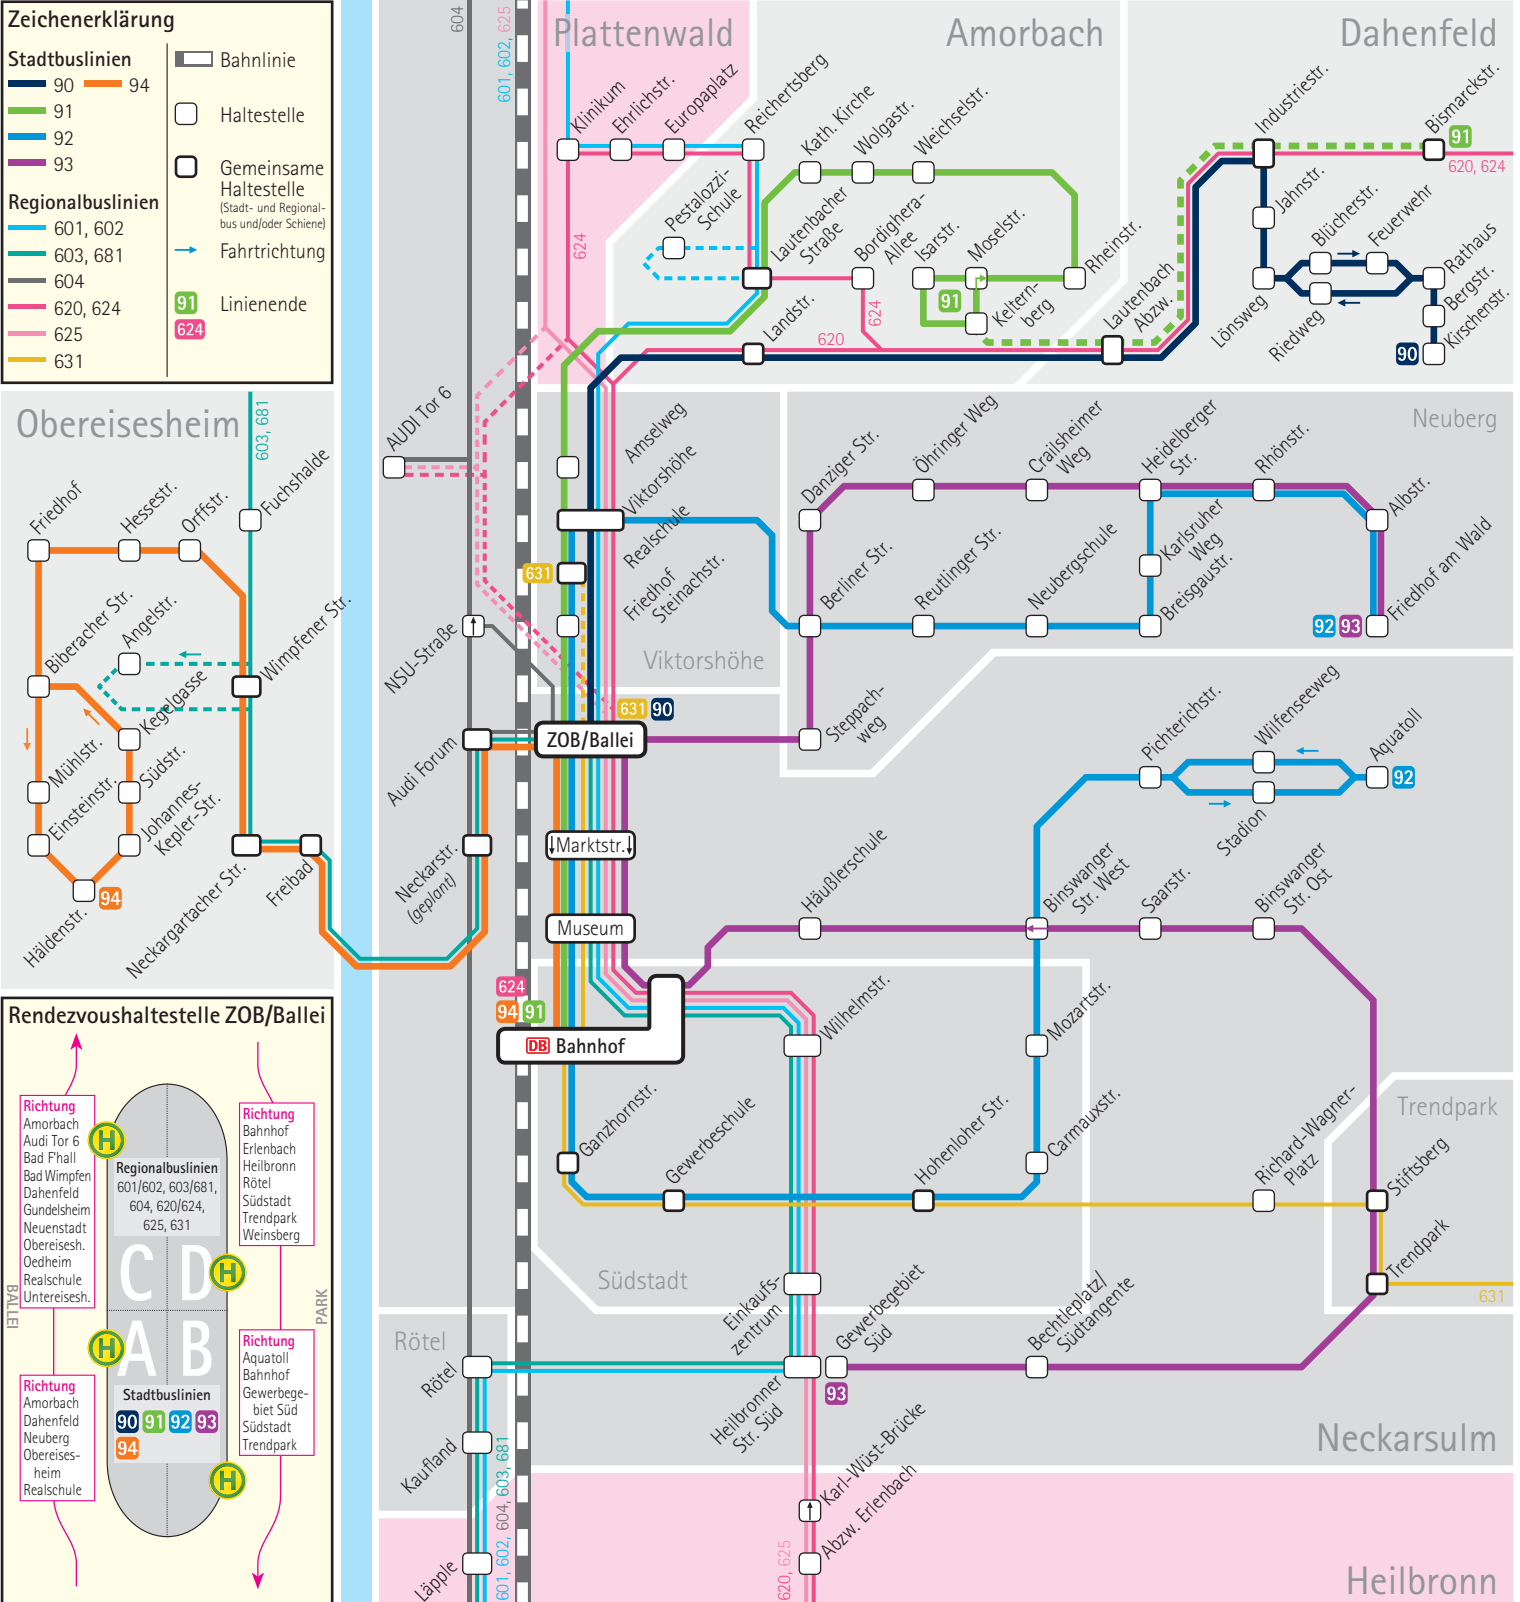 Zeichenerklärung
Stadtbuslinien
90
94
91
92
93
Regionalbuslinien
601, 602
603, 681
604
620, 624
625
631
Bahnlinie
Haltestelle
Gemeinsame
Haltestelle
(Stadt- und Regional-
bus und/oder Schiene)
Fahrtrichtung
91
Linienende
624
604
601, 602, 625
Plattenwald
Amorbach
Dahenfeld
Klinikum
Ehrlichstr.
Europaplatz
Reichertsberg
Kath. Kirche
Wolgastr.
Weichselstr.
Industriestr.
Bismarckstr.
91
620, 624
Pestalozzi-
Schule
Lautenbacher
Straße
Bordighera-
Allee
Isarstr.
Moselstr.
Rheinstr.
91
Keltern-
berg
Lautenbach
Abzw.
Jahnstr.
Blücherstr.
Feuerwehr
Rathaus
Bergstr.
Kirchenstr.
Lönsweg
Riedweg
90
624
624
620
Landstr.
Obereisesheim
603, 681
Friedhof
Hessestr.
Orffstr.
Fuchshalde
Biberacher Str.
Angelstr.
Wimpfener Str.
Kegelgasse
Mühlstr.
Südstr.
Einsteinstr.
Johannes-
Kepler-Str.
Häldenstr.
94
Neckargartacher Str.
Freibad
AUDI Tor 6
Amselweg
Viktorshöhe
Realschule
631
Friedhof
Steinachstr.
NSU-Straße
Viktorshöhe
631
90
ZOB/Ballei
Audi Forum
Neckarstr.
(geplant)
Marktstr.
Museum
624
94
91
DB Bahnhof
Neuberg
Danziger Str.
Öhringer Weg
Crailsheimer
Weg
Heidelberger
Str.
Rhönstr.
Albstr.
Berliner Str.
Reutlinger Str.
Neubergschule
Karlsruher
Weg
Breisgaustr.
Friedhof am Wald
92
93
Steppach-
weg
Pichterichstr.
Wilfenseeweg
Aquatoll
92
Stadion
Häußlerschule
Binswanger
Str. West
Saarstr.
Binswanger
Str. Ost
Wilhelmstr.
Mozartstr.
Ganzhornstr.
Gewerbeschule
Hohenloher Str.
Carmauxstr.
Richard-Wagner-
Platz
Trendpark
Stiftsberg
Trendpark
631
Südstadt
Einkaufs-
zentrum
Gewerbegebiet
Süd
93
Bechtleplatz/
Südtangente
Rötel
Rötel
Heilbronner
Str. Süd
Kaufland
Neckarsulm
Karl-Wüst-Brücke
Abzw. Erlenbach
Läpple
601, 602, 604, 603, 681
620, 625
Heilbronn
Rendezvoushaltestelle ZOB/Ballei
Richtung
Amorbach
Audi Tor 6
Bad F'hall
Bad Wimpfen
Dahenfeld
Gundelsheim
Neuenstadt
Obereisesh.
Oedheim
Realschule
Untereisesh.
BALLEI
Richtung
Amorbach
Dahenfeld
Neuberg
Obereises-
heim
Realschule
H
Regionalbuslinien
601/602, 603/681,
604, 620/624,
625, 631
C D
H
H
A B
Stadtbuslinien
90 91 92 93
94
H
Richtung
Bahnhof
Erlenbach
Heilbronn
Rötel
Südstadt
Trendpark
Weinsberg
PARK
Richtung
Aquatoll
Bahnhof
Gewerbege-
biet Süd
Südstadt
Trendpark